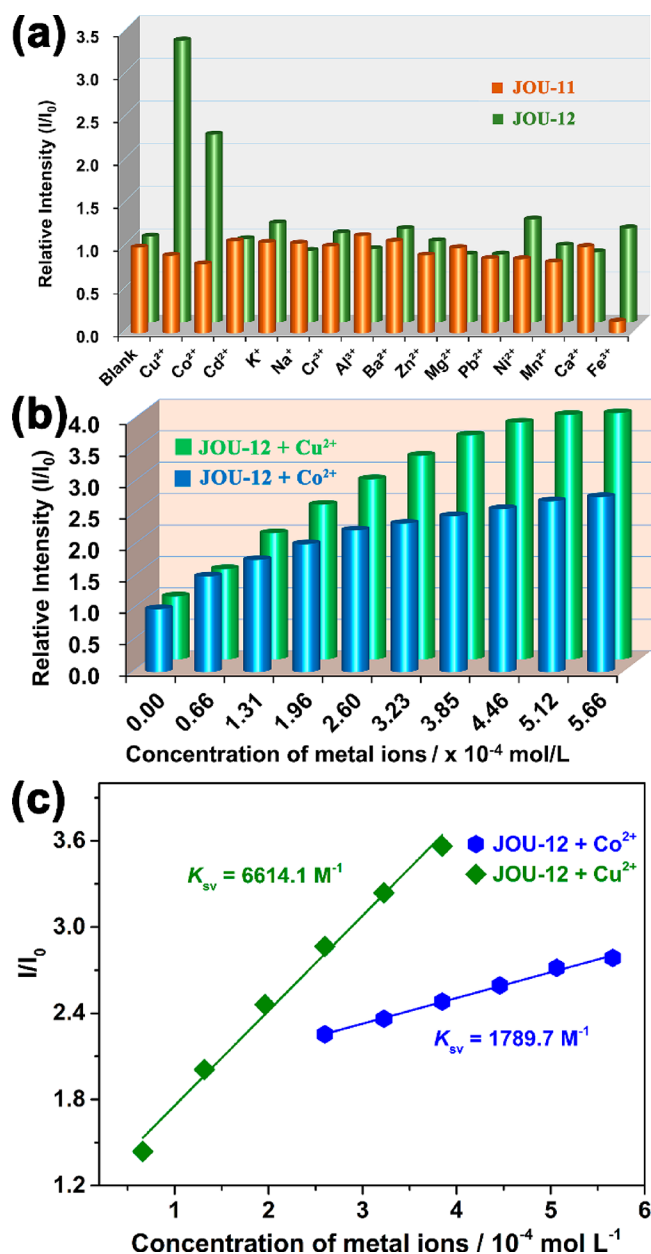 (a)
3.5
3.0
2.5
2.0
1.5
1.0
0.5
0.0
Relative Intensity (I/I₀)
JOU-11
JOU-12
Blank
Cu²⁺
Co²⁺
Cd²⁺
K⁺
Na⁺
Cr³⁺
Al³⁺
Ba²⁺
Zn²⁺
Mg²⁺
Pb²⁺
Ni²⁺
Mn²⁺
Ca²⁺
Fe³⁺
(b)
4.0
3.5
3.0
2.5
2.0
1.5
1.0
0.5
0.0
Relative Intensity (I/I₀)
JOU-12 + Cu²⁺
JOU-12 + Co²⁺
0.00
0.66
1.31
1.96
2.60
3.23
3.85
4.46
5.12
5.66
Concentration of metal ions / x 10⁻⁴ mol/L
(c)
3.6
3.0
2.4
1.8
1.2
I/I₀
JOU-12 + Co²⁺
JOU-12 + Cu²⁺
Ksv = 6614.1 M⁻¹
Ksv = 1789.7 M⁻¹
1
2
3
4
5
6
Concentration of metal ions / 10⁻⁴ mol L⁻¹